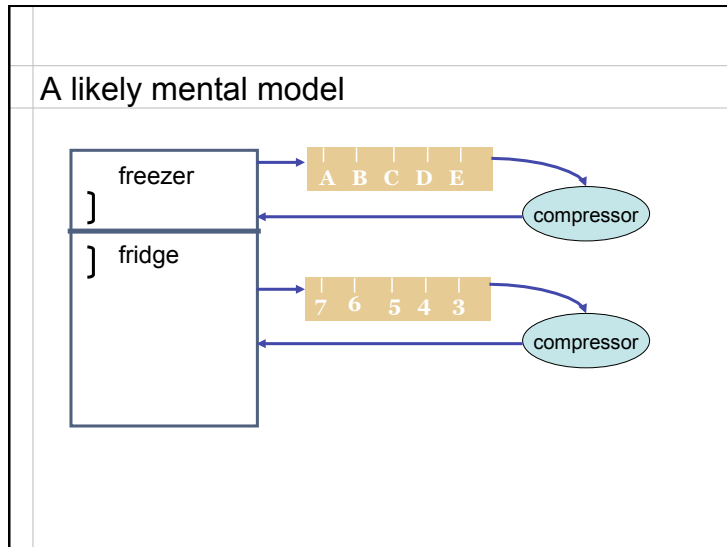 A likely mental model
freezer
A B C D E
compressor
fridge
7 6 5 4 3
compressor